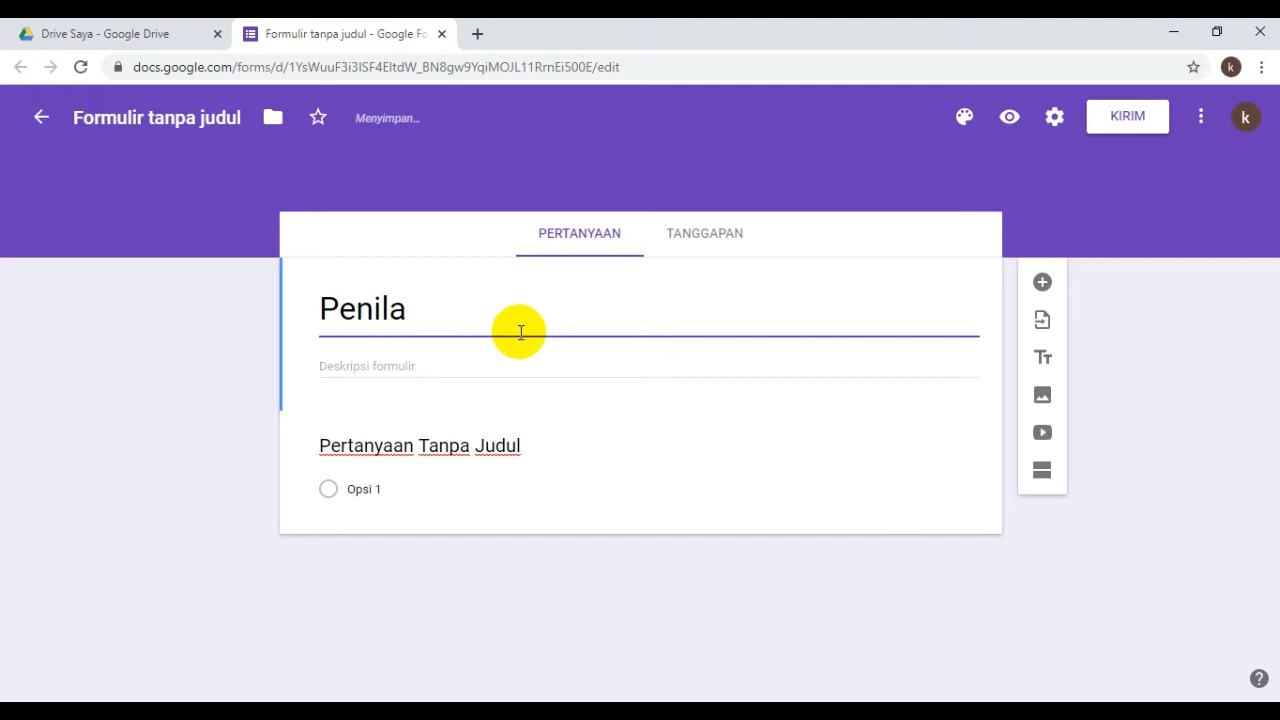 Drive Saya - Google Drive
Formulir tanpa judul - Google Fo
docs.google.com/forms/d/1YsWuuF3i3ISF4EltdW_BN8gw9YqiMOJL11RrnEi500E/edit
k
Formulir tanpa judul
Menyimpan...
KIRIM
k
PERTANYAAN
TANGGAPAN
Penila
Deskripsi formulir
Pertanyaan Tanpa Judul
Opsi 1